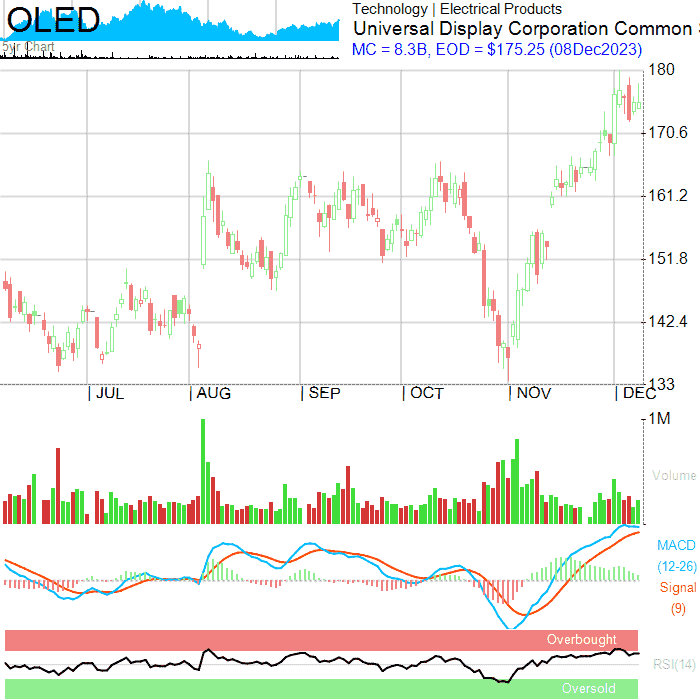 OLED
5yr Chart
Technology | Electrical Products
Universal Display Corporation Common
MC = 8.3B, EOD = $175.25 (08Dec2023)
180
170.6
161.2
151.8
142.4
133
| JUL | AUG | SEP | OCT | NOV | DEC
1M
Volume
MACD
(12-26)
Signal
(9)
Overbought
RSI(14)
Oversold